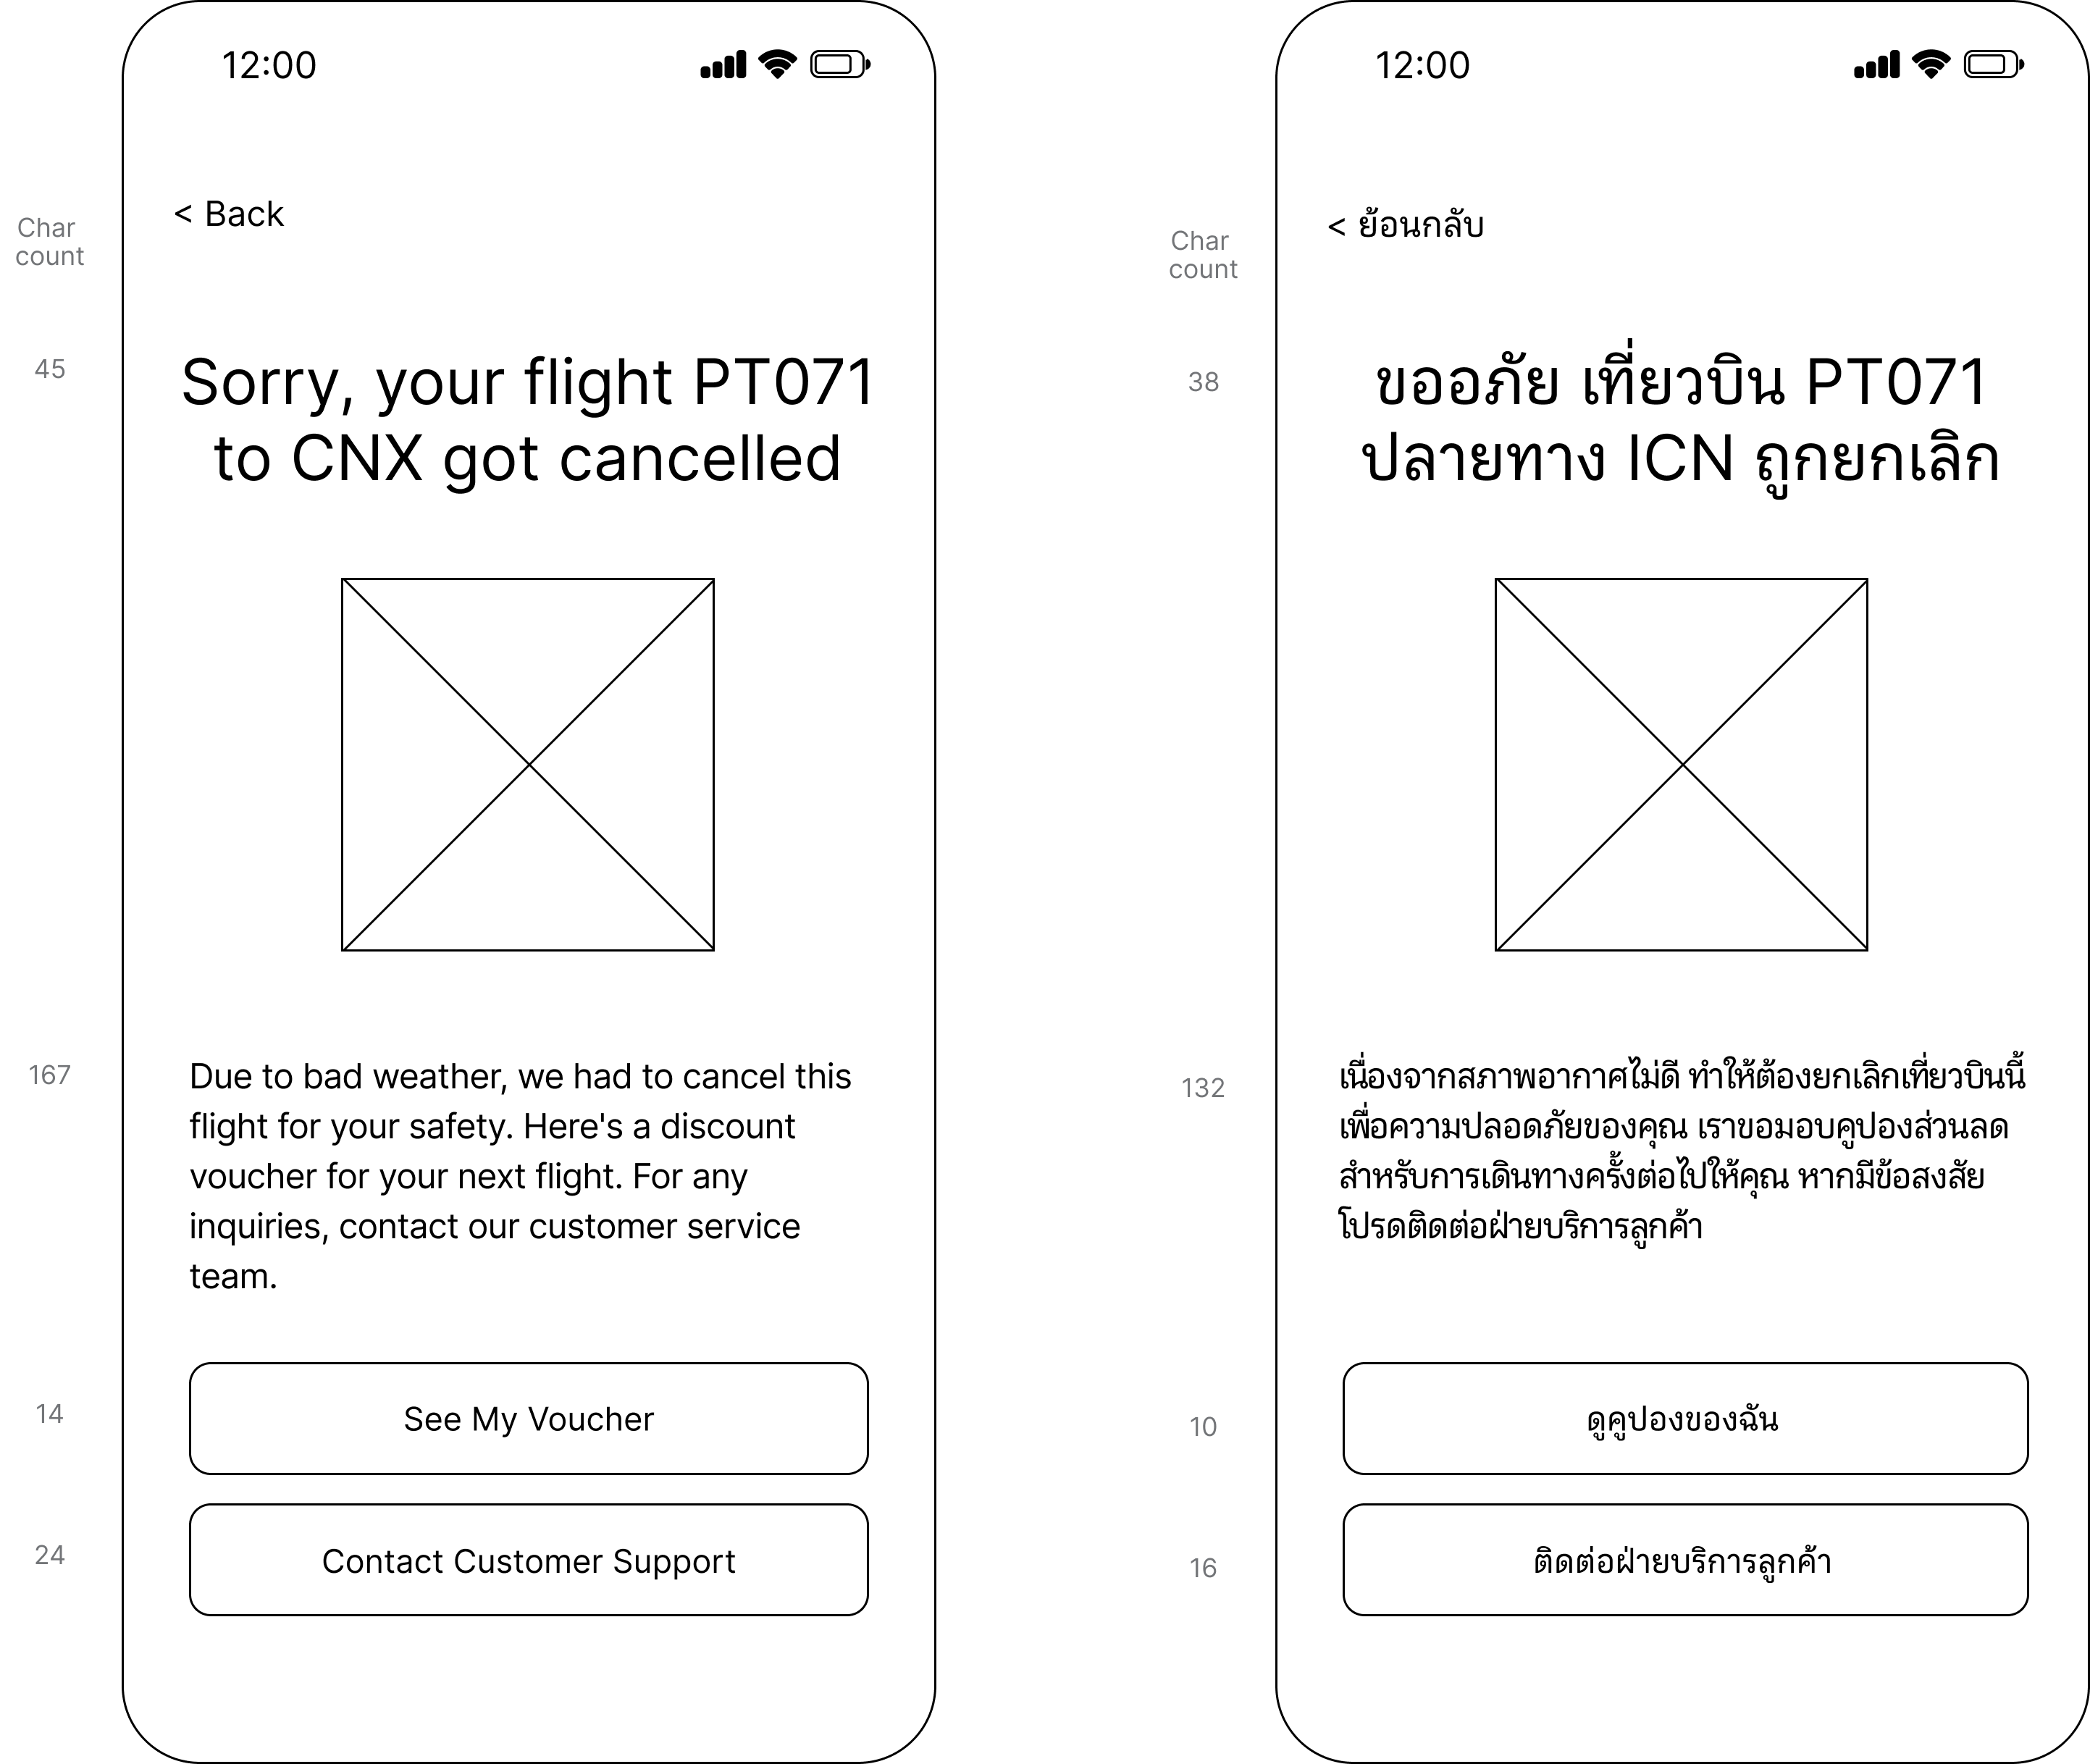 12:00
< Back
Char
count
45
Sorry, your flight PT071
to CNX got cancelled
167
Due to bad weather, we had to cancel this
flight for your safety. Here's a discount
voucher for your next flight. For any
inquiries, contact our customer service
team.
14
See My Voucher
24
Contact Customer Support
12:00
< ย้อนกลับ
Char
count
38
ขออภัย เที่ยวบิน PT071
ปลายทาง ICN ถูกยกเลิก
132
เนื่องจากสภาพอากาศไม่ดี ทำให้ต้องยกเลิกเที่ยวบินนี้
เพื่อความปลอดภัยของคุณ เราขอมอบคูปองส่วนลด
สำหรับการเดินทางครั้งต่อไปให้คุณ หากมีข้อสงสัย
โปรดติดต่อฝ่ายบริการลูกค้า
10
ดูคูปองของฉัน
16
ติดต่อฝ่ายบริการลูกค้า